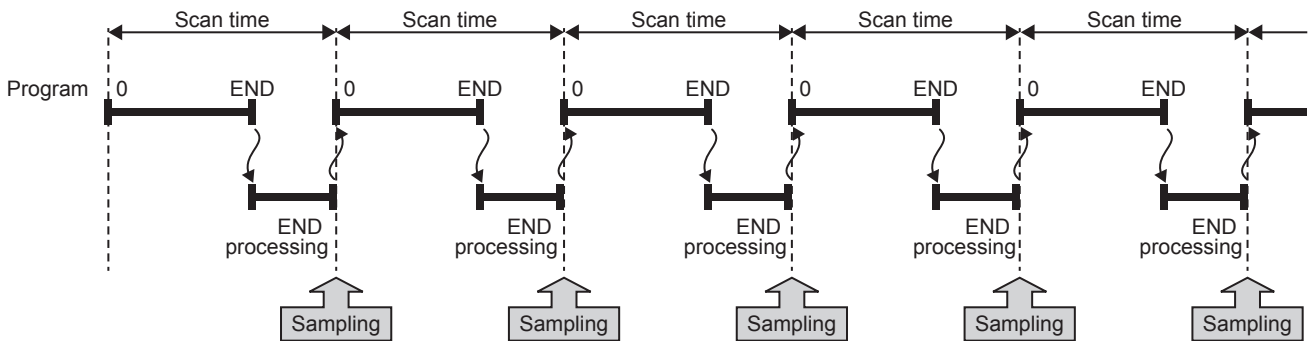 Scan time Scan time Scan time Scan time Scan time
Program 0 END 0 END 0 END 0 END 0 END
END END END END END
processing processing processing processing processing
Sampling Sampling Sampling Sampling Sampling